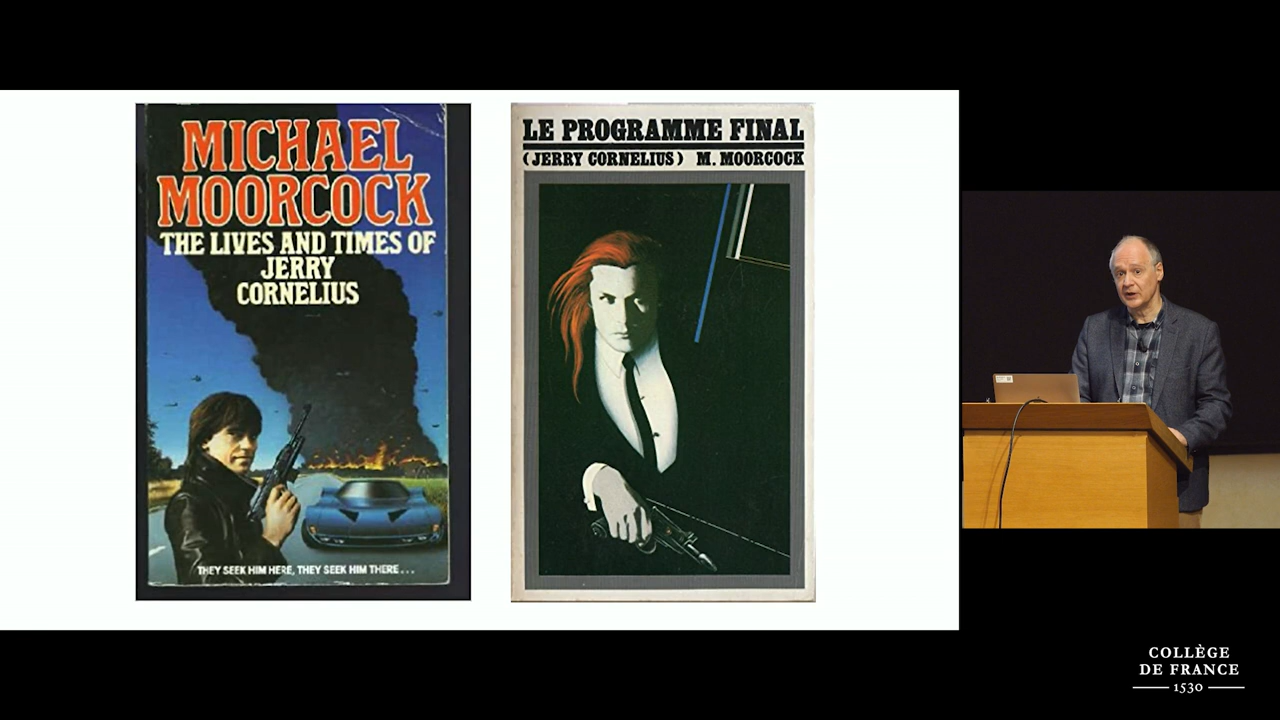 MICHAEL
MOORCOCK
THE LIVES AND TIMES OF
JERRY
CORNELIUS
THEY SEEK HIM HERE, THEY SEEK HIM THERE...
LE PROGRAMME FINAL
(JERRY CORNELIUS) M. MOORCOCK
COLLÈGE
DE FRANCE
1530